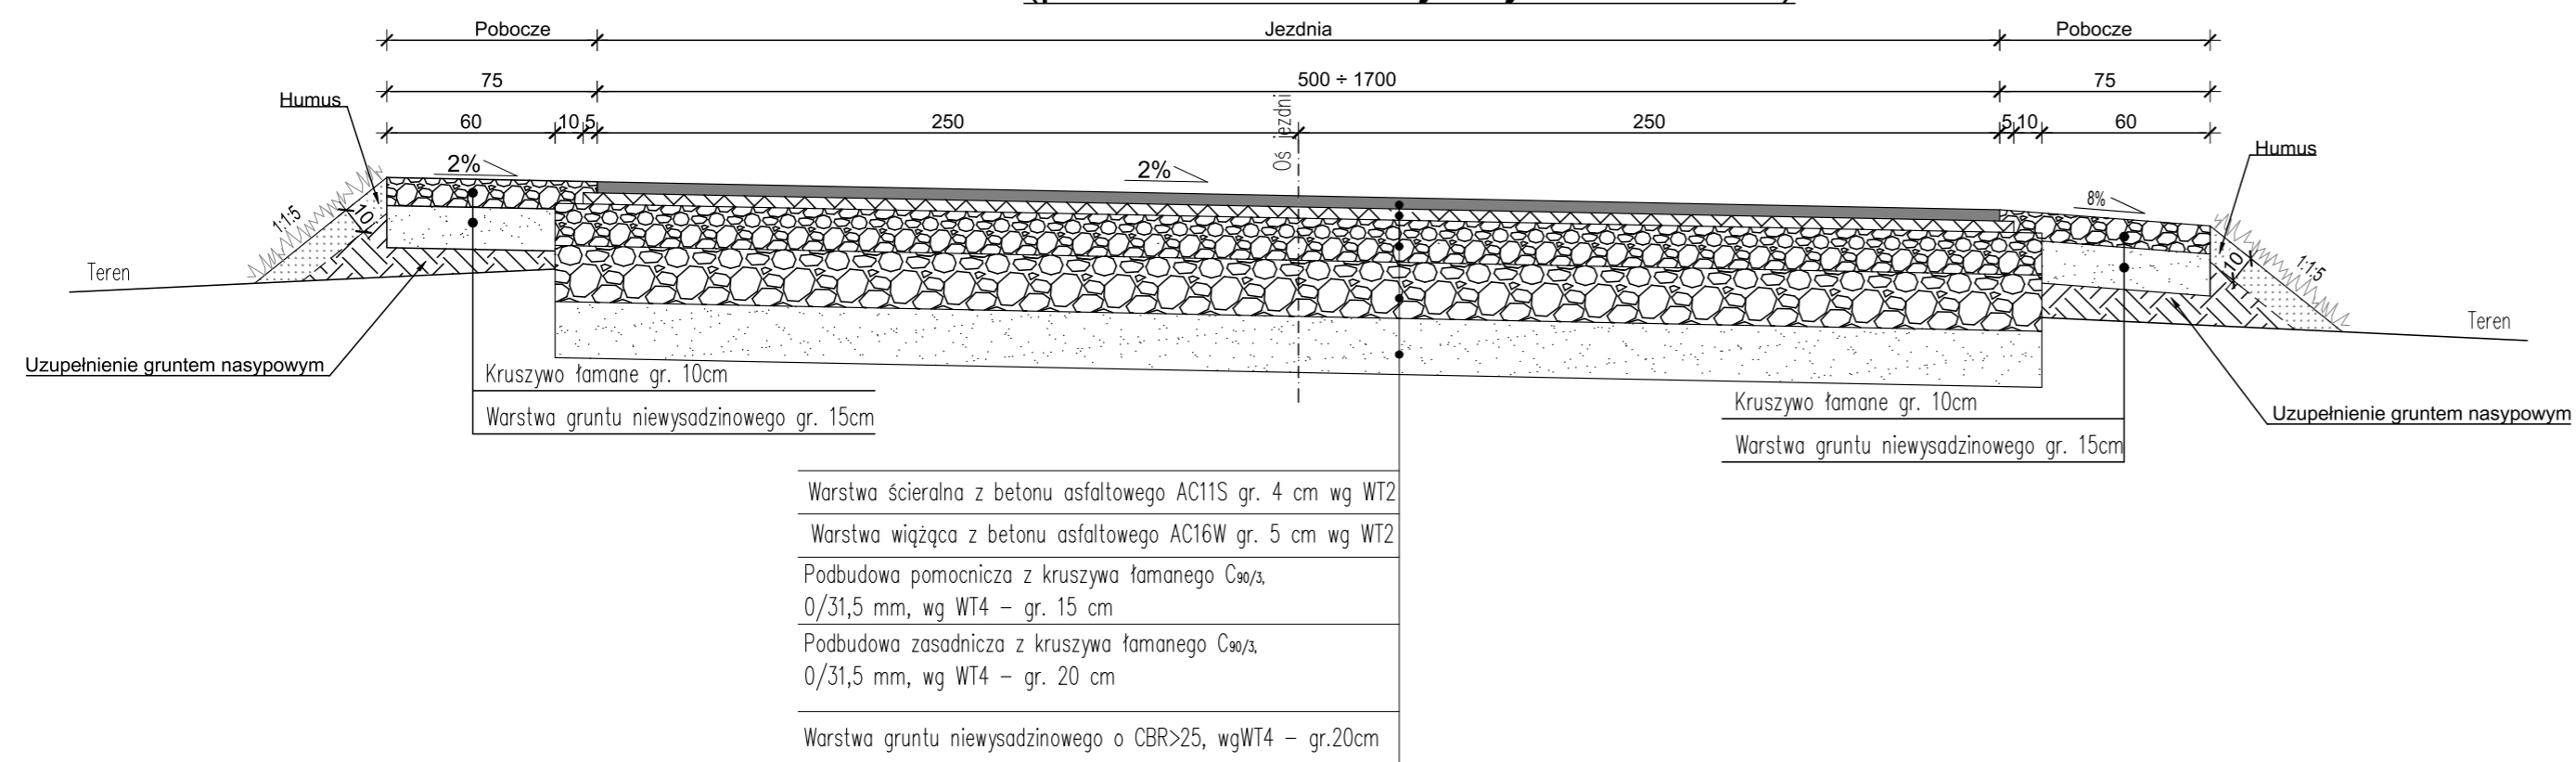 Pobocze Jezdnia Pobocze
75 500 ÷ 1700 75
Humus
60 10 5 250 Oś jezdni 250 5 10 60
Humus
2% 2% 8%
1:1:5 10 10 1:1:5
Teren
Teren
Uzupełnienie gruntem nasypowym
Kruszywo łamane gr. 10cm
Warstwa gruntu niewysadzinowego gr. 15cm
Kruszywo łamane gr. 10cm
Warstwa gruntu niewysadzinowego gr. 15cm
Uzupełnienie gruntem nasypowym
Warstwa ścieralna z betonu asfaltowego AC11S gr. 4 cm wg WT2
Warstwa wiążąca z betonu asfaltowego AC16W gr. 5 cm wg WT2
Podbudowa pomocnicza z kruszywa łamanego C90/3,
0/31,5 mm, wg WT4 – gr. 15 cm
Podbudowa zasadnicza z kruszywa łamanego C90/3,
0/31,5 mm, wg WT4 – gr. 20 cm
Warstwa gruntu niewysadzinowego o CBR>25, wgWT4 – gr.20cm